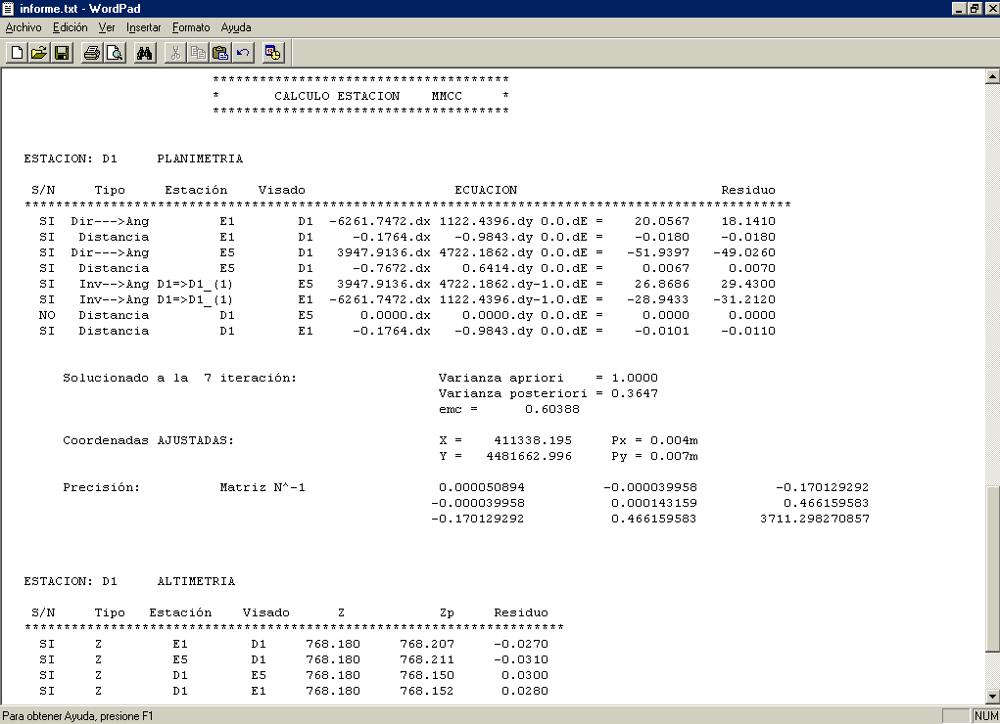 informe.txt - WordPad
Archivo Edición Ver Insertar Formato Ayuda
**************************************
* CALCULO ESTACION MMCC *
**************************************
ESTACION: D1 PLANIMETRIA
S/N Tipo Estación Visado ECUACION Residuo
**************************************************************************************************
SI Dir--->Ang E1 D1 -6261.7472.dx 1122.4396.dy 0.0.dE = 20.0567 18.1410
SI Distancia E1 D1 -0.1764.dx -0.9843.dy 0.0.dE = -0.0180 -0.0180
SI Dir--->Ang E5 D1 3947.9136.dx 4722.1862.dy 0.0.dE = -51.9397 -49.0260
SI Distancia E5 D1 -0.7672.dx 0.6414.dy 0.0.dE = 0.0067 0.0070
SI Inv-->Ang D1=>D1_(1) E5 3947.9136.dx 4722.1862.dy-1.0.dE = 26.8686 29.4300
SI Inv-->Ang D1=>D1_(1) E1 -6261.7472.dx 1122.4396.dy-1.0.dE = -28.9433 -31.2120
NO Distancia D1 E5 0.0000.dx 0.0000.dy 0.0.dE = 0.0000 0.0000
SI Distancia D1 E1 -0.1764.dx -0.9843.dy 0.0.dE = -0.0101 -0.0110
Solucionado a la 7 iteración: Varianza apriori = 1.0000
Varianza posteriori = 0.3647
emc = 0.60388
Coordenadas AJUSTADAS: X = 411338.195 Px = 0.004m
Y = 4481662.996 Py = 0.007m
Precisión: Matriz N^-1 0.000050894 -0.000039958 -0.170129292
-0.000039958 0.000143159 0.466159583
-0.170129292 0.466159583 3711.298270857
ESTACION: D1 ALTIMETRIA
S/N Tipo Estación Visado Z Zp Residuo
*********************************************************************
SI Z E1 D1 768.180 768.207 -0.0270
SI Z E5 D1 768.180 768.211 -0.0310
SI Z D1 E5 768.180 768.150 0.0300
SI Z D1 E1 768.180 768.152 0.0280
Para obtener Ayuda, presione F1 NUM